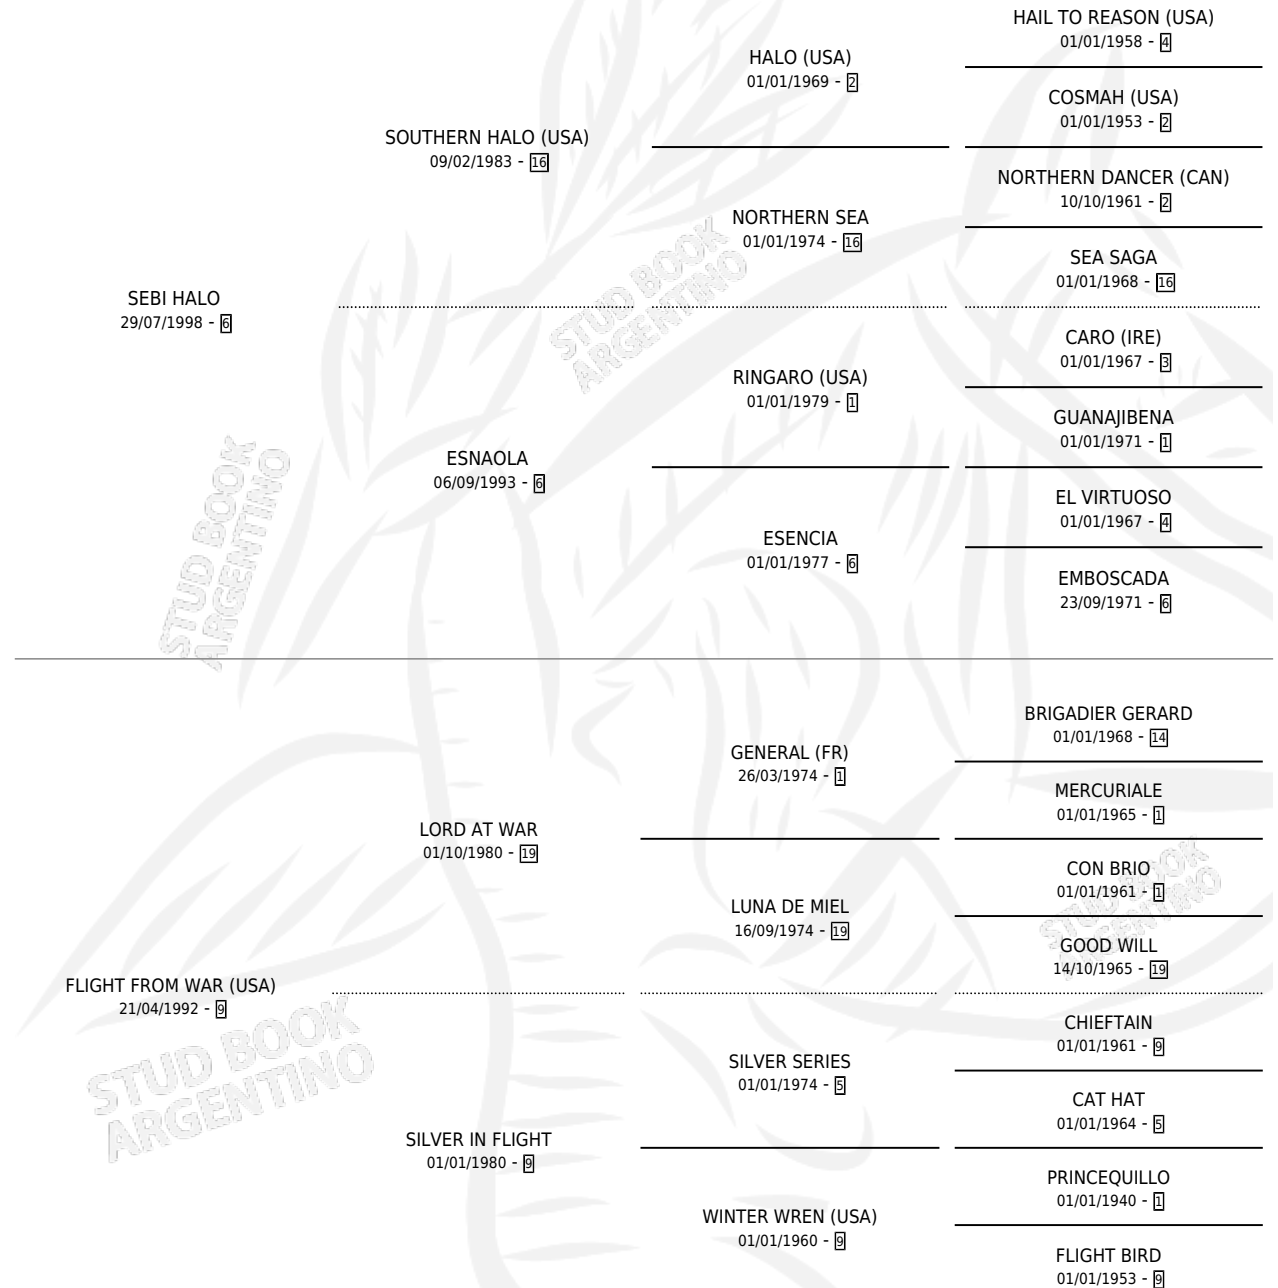 HAIL TO REASON (USA)
01/01/1958 - 4
HALO (USA)
01/01/1969 - 2
COSMAH (USA)
01/01/1953 - 2
SOUTHERN HALO (USA)
09/02/1983 - 16
NORTHERN DANCER (CAN)
10/10/1961 - 2
NORTHERN SEA
01/01/1974 - 16
SEA SAGA
01/01/1968 - 16
STUD BOOK
ARGENTINO
SEBI HALO
29/07/1998 - 6
CARO (IRE)
01/01/1967 - 3
RINGARO (USA)
01/01/1979 - 1
GUANAJIBENA
01/01/1971 - 1
ESNAOLA
06/09/1993 - 6
STUD BOOK
ARGENTINO
EL VIRTUOSO
01/01/1967 - 4
ESENCIA
01/01/1977 - 6
EMBOSCADA
23/09/1971 - 6
BRIGADIER GERARD
01/01/1968 - 14
GENERAL (FR)
26/03/1974 - 1
MERCURIALE
01/01/1965 - 1
LORD AT WAR
01/10/1980 - 19
CON BRIO
01/01/1961 - 1
LUNA DE MIEL
16/09/1974 - 19
STUD BOOK
ARGENTINO
GOOD WILL
14/10/1965 - 19
FLIGHT FROM WAR (USA)
21/04/1992 - 9
STUD BOOK
ARGENTINO
CHIEFTAIN
01/01/1961 - 9
SILVER SERIES
01/01/1974 - 5
CAT HAT
01/01/1964 - 5
SILVER IN FLIGHT
01/01/1980 - 9
PRINCEQUILLO
01/01/1940 - 1
WINTER WREN (USA)
01/01/1960 - 9
FLIGHT BIRD
01/01/1953 - 9